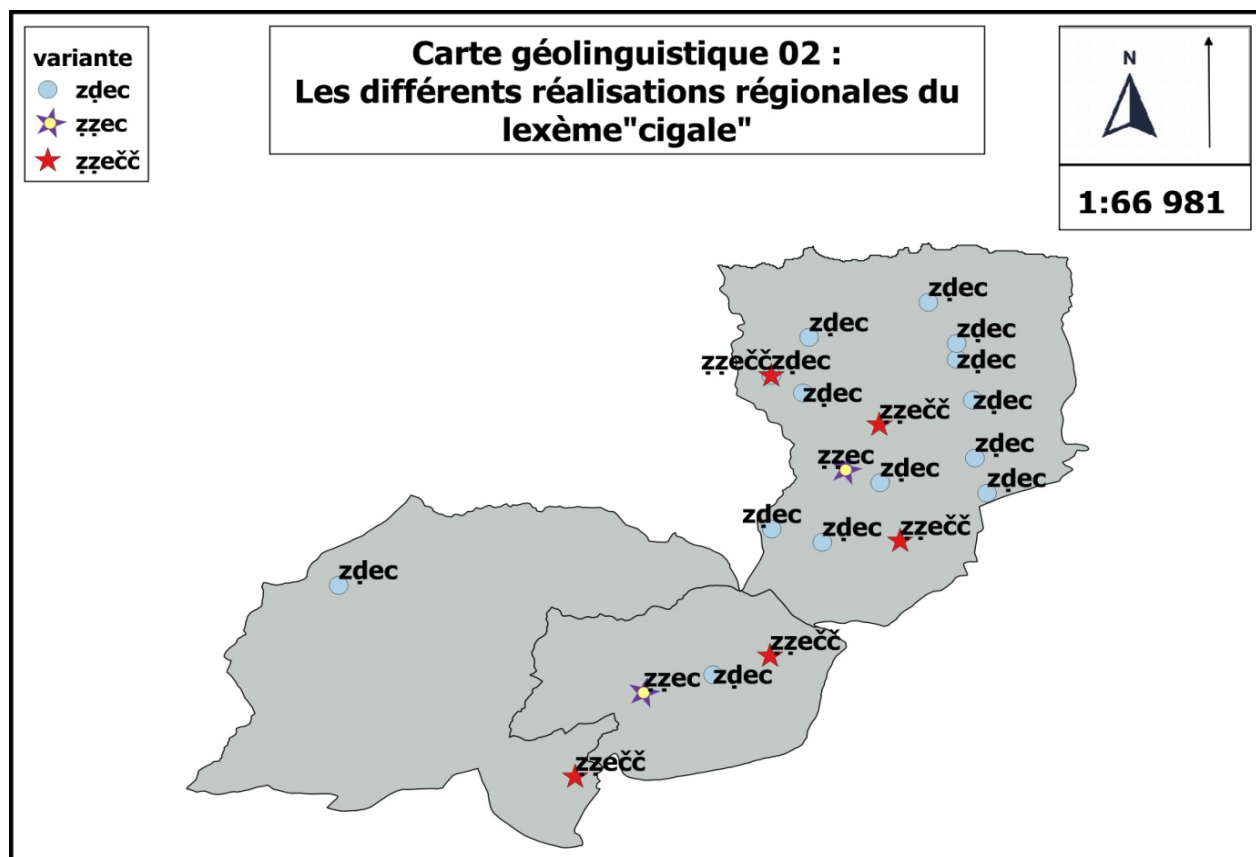 variante
zḍec
ẓẓec
ẓẓečč
Carte géolinguistique 02 :
Les différents réalisations régionales du
lexème"cigale"
N
1:66 981
zḍec
zḍec
zḍec
zḍec
ẓẓeččzḍec
zḍec
zḍec
ẓẓečč
zḍec
ẓẓec
zḍec
zḍec
zḍec
zḍec
ẓẓečč
zḍec
ẓẓečč
ẓẓec
zḍec
ẓẓečč